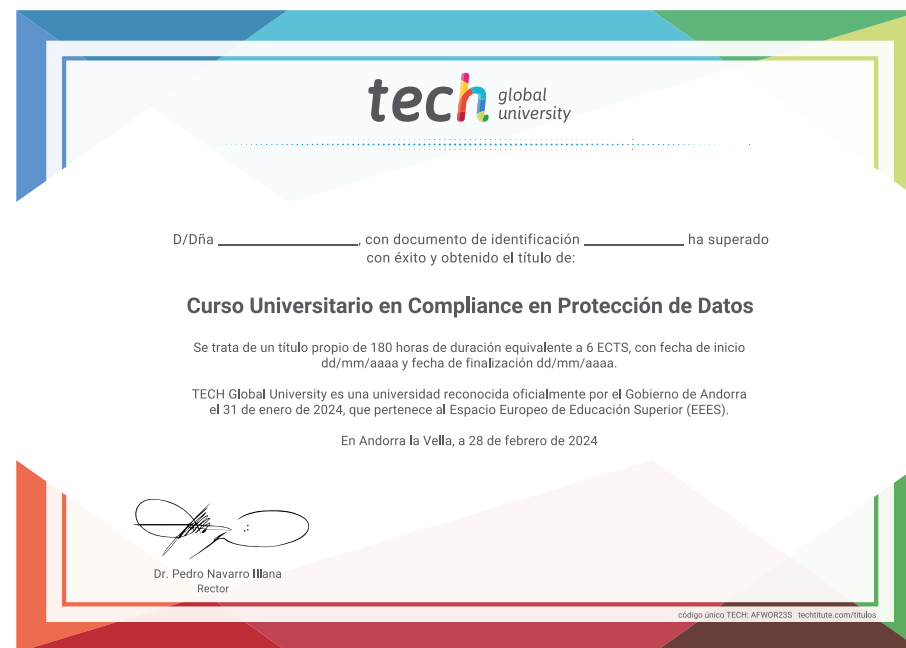 tech global university
D/Dña ____________, con documento de identificación ____________ ha superado
con éxito y obtenido el título de:
Curso Universitario en Compliance en Protección de Datos
Se trata de un título propio de 180 horas de duración equivalente a 6 ECTS, con fecha de inicio
dd/mm/aaaa y fecha de finalización dd/mm/aaaa.
TECH Global University es una universidad reconocida oficialmente por el Gobierno de Andorra
el 31 de enero de 2024, que pertenece al Espacio Europeo de Educación Superior (EEES).
En Andorra la Vella, a 28 de febrero de 2024
Dr. Pedro Navarro Illana
Rector
código único TECH: AFWOR23S techtitute.com/titulos